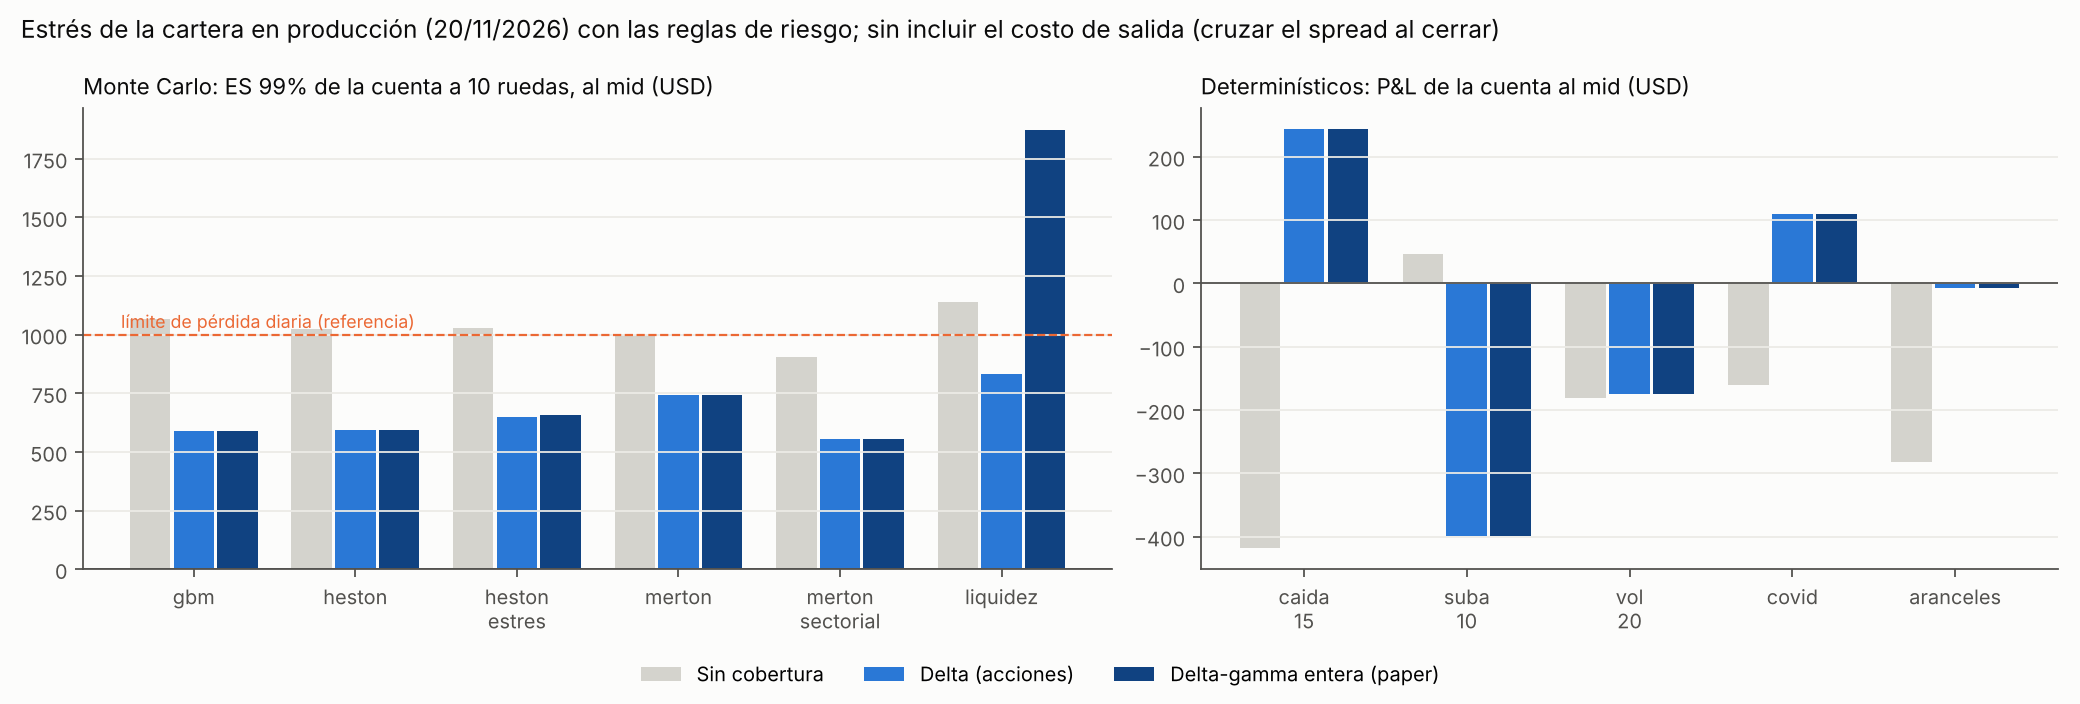 Estrés de la cartera en producción (20/11/2026) con las reglas de riesgo; sin incluir el costo de salida (cruzar el spread al cerrar)
Monte Carlo: ES 99% de la cuenta a 10 ruedas, al mid (USD)
1750
1500
1250
1000
750
500
250
0
límite de pérdida diaria (referencia)
gbm
heston
heston
estres
merton
merton
sectorial
liquidez
Determinísticos: P&L de la cuenta al mid (USD)
200
100
0
−100
−200
−300
−400
caida
15
suba
10
vol
20
covid
aranceles
Sin cobertura
Delta (acciones)
Delta-gamma entera (paper)